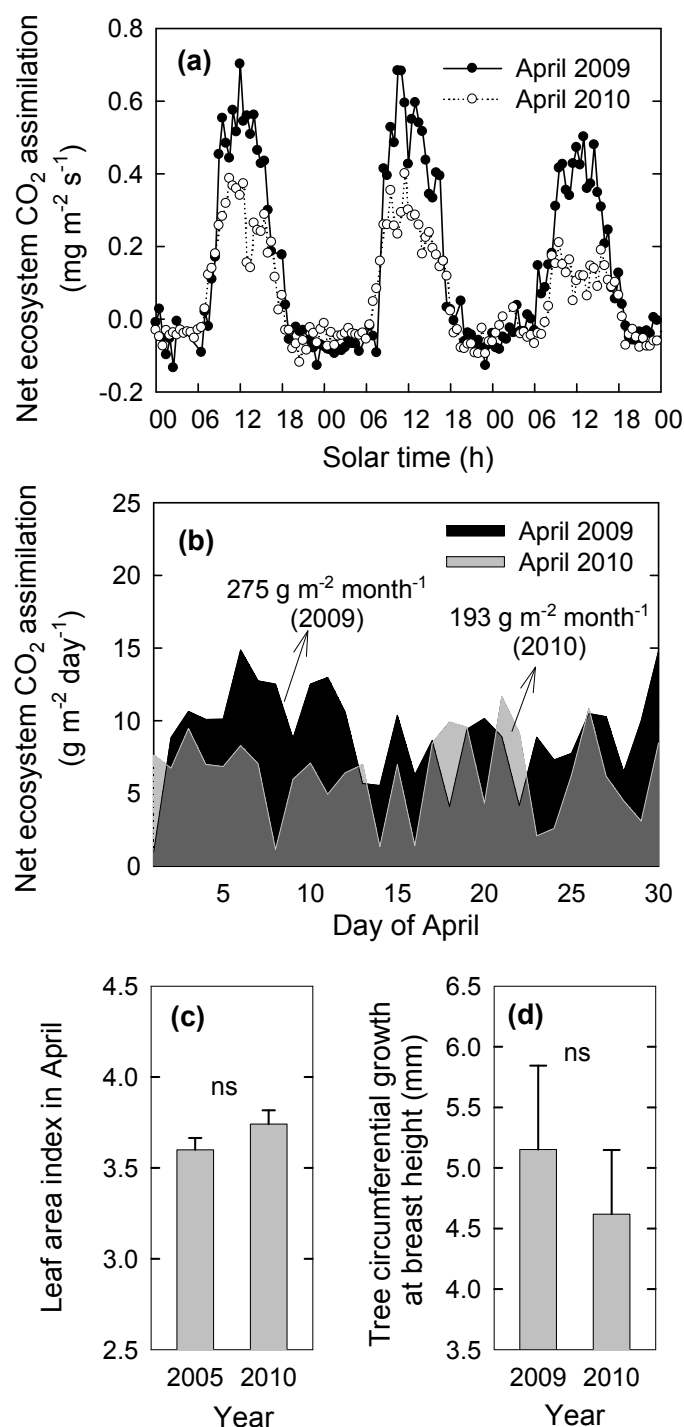 Net ecosystem CO₂ assimilation
(mg m⁻² s⁻¹)
0.8
0.6
0.4
0.2
0.0
-0.2
(a)
April 2009
April 2010
00 06 12 18 00 06 12 18 00 06 12 18 00
Solar time (h)
Net ecosystem CO₂ assimilation
(g m⁻² day⁻¹)
25
20
15
10
5
0
(b)
April 2009
April 2010
275 g m⁻² month⁻¹
(2009)
193 g m⁻² month⁻¹
(2010)
5 10 15 20 25 30
Day of April
Leaf area index in April
4.5
4.0
3.5
3.0
2.5
(c)
ns
2005 2010
Year
Tree circumferential growth
at breast height (mm)
6.5
6.0
5.5
5.0
4.5
4.0
3.5
(d)
ns
2009 2010
Year